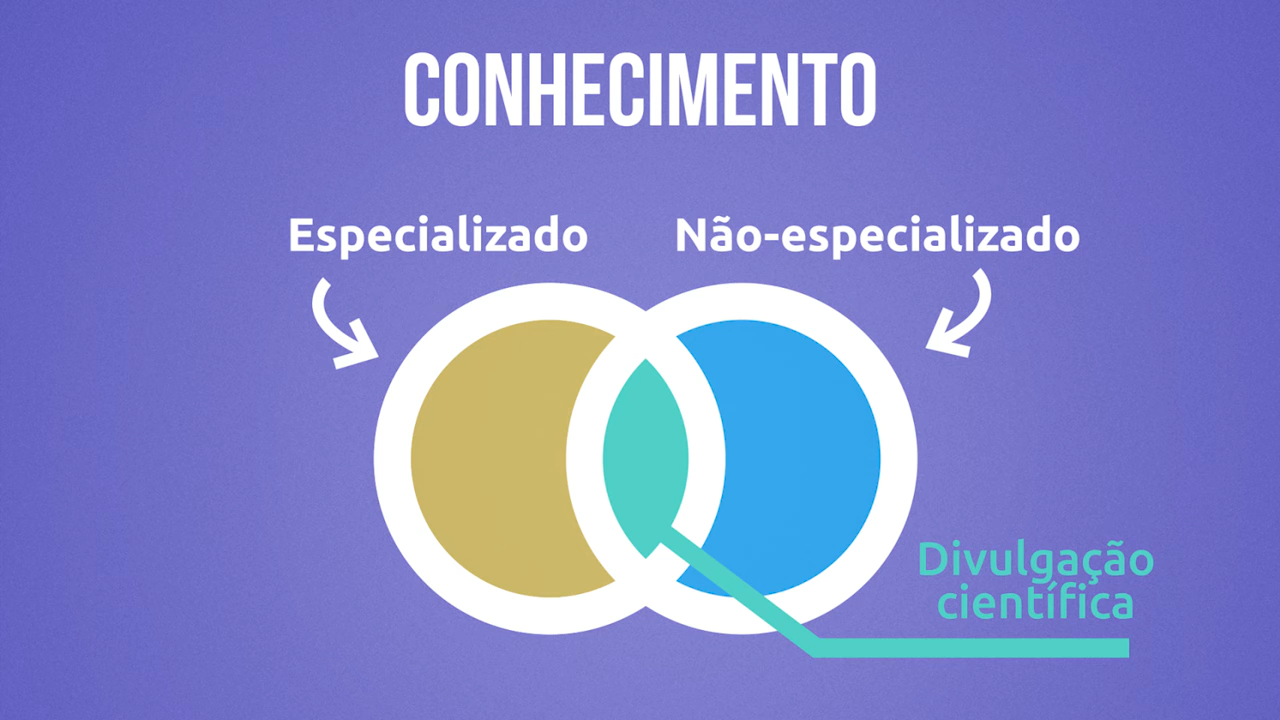 CONHECIMENTO
Especializado
Não-especializado
Divulgação
científica